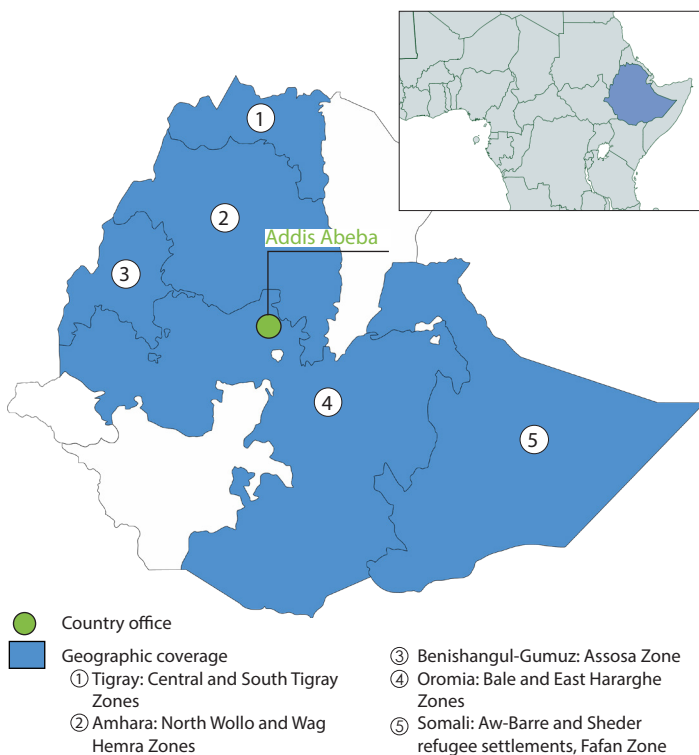 1
2
Addis Abeba
3
4
5
Country office
Geographic coverage
1 Tigray: Central and South Tigray
Zones
2 Amhara: North Wollo and Wag
Hemra Zones
3 Benishangul-Gumuz: Assosa Zone
4 Oromia: Bale and East Hararghe
Zones
5 Somali: Aw-Barre and Sheder
refugee settlements, Fafan Zone